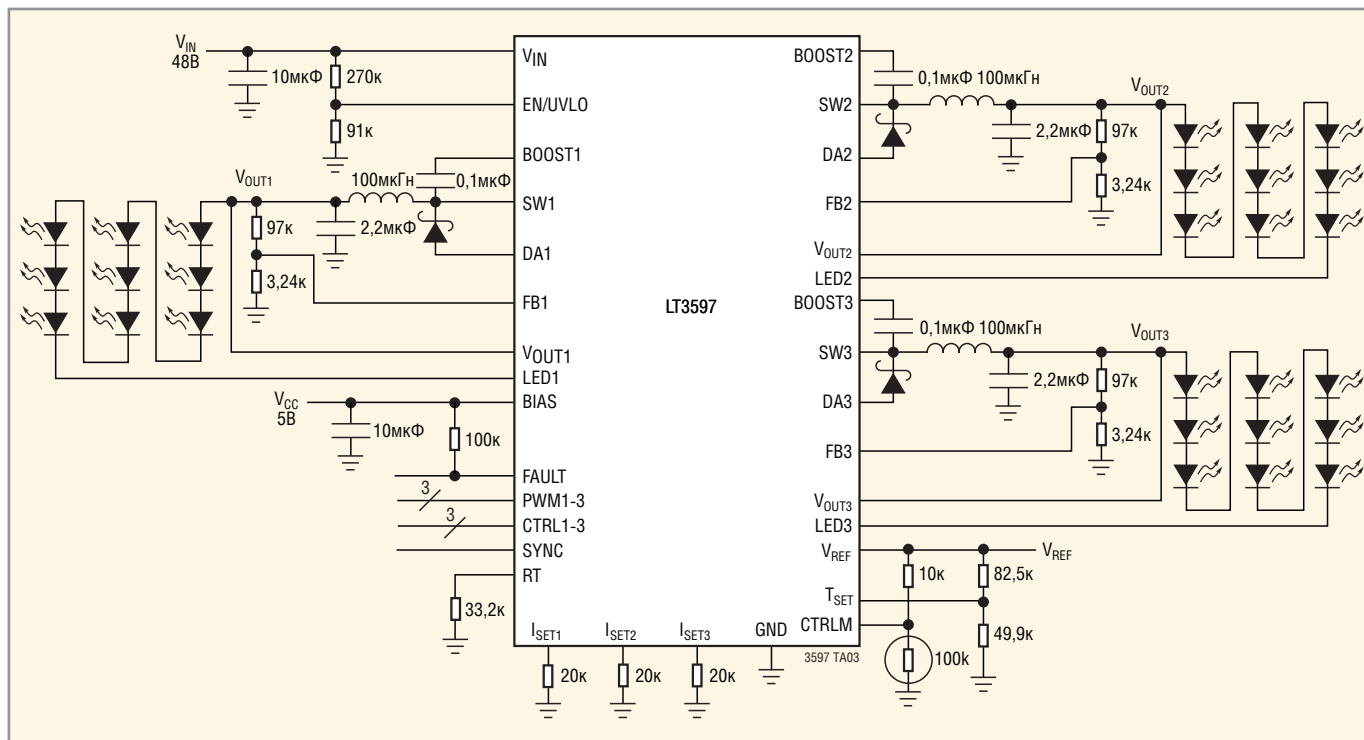 V_IN
48В
10мкФ
270к
91к
V_IN
EN/UVLO
BOOST1
V_OUT1
100мкГн
0,1мкФ
SW1
97к
2,2мкФ
DA1
3,24к
FB1
V_OUT1
LED1
V_CC
5В
BIAS
10мкФ
100к
FAULT
3
PWM1-3
3
CTRL1-3
SYNC
RT
33,2к
LT3597
I_SET1
I_SET2
I_SET3
GND
20к
20к
20к
3597 TA03
BOOST2
0,1мкФ 100мкГн
V_OUT2
SW2
2,2мкФ
97к
DA2
3,24к
FB2
V_OUT2
LED2
BOOST3
0,1мкФ 100мкГн
V_OUT3
SW3
2,2мкФ
97к
DA3
3,24к
FB3
V_OUT3
LED3
V_REF
V_REF
10к
82,5к
T_SET
CTRLM
49,9к
100k